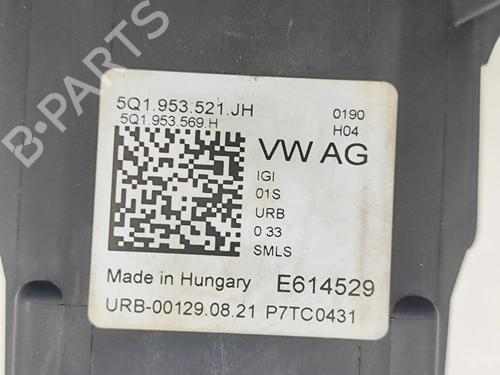 5Q1.953.521.JH
5Q1.953.569.H
0190
H04
VW AG
IGI
01S
URB
0 33
SMLS
Made in Hungary
E614529
URB-00129.08.21 P7TC0431
B-PARTS